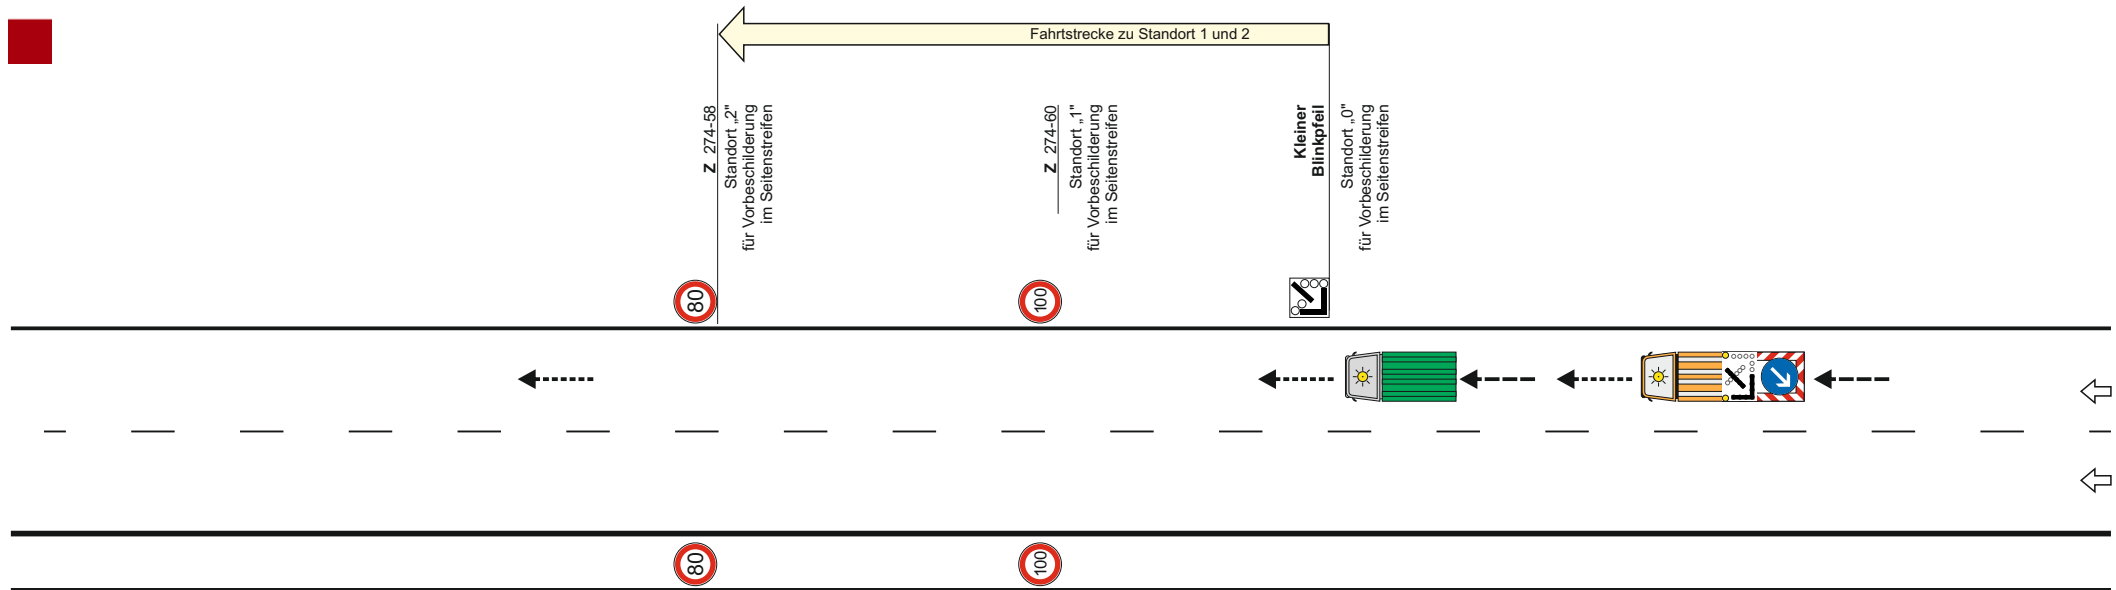 Fahrtstrecke zu Standort 1 und 2
Z 274-58
Standort „2"
für Vorbeschilderung
im Seitenstreifen
Z 274-60
Standort „1"
für Vorbeschilderung
im Seitenstreifen
Kleiner
Blinkpfeil
Standort „0"
für Vorbeschilderung
im Seitenstreifen
80
100
80
100